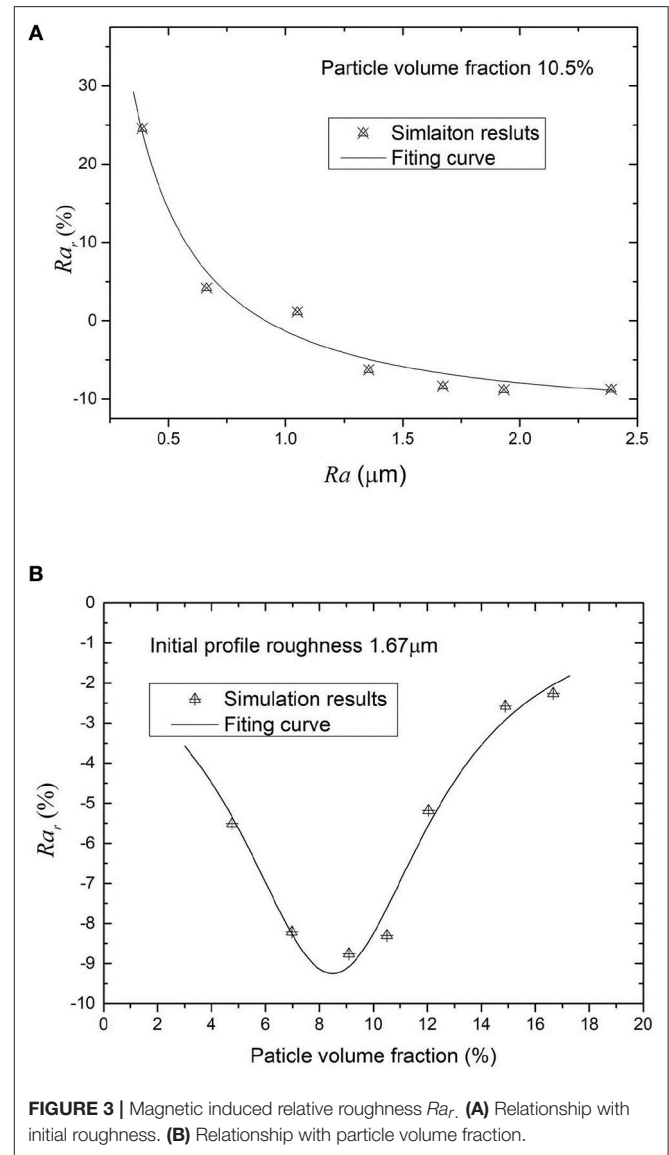 A
Particle volume fraction 10.5%
Simlaiton resluts
Fiting curve
30
20
10
0
-10
Ra_r (%)
0.5 1.0 1.5 2.0 2.5
Ra (μm)
B
0
-1
-2
-3
-4
-5
-6
-7
-8
-9
-10
Initial profile roughness 1.67μm
Simulation results
Fiting curve
Ra_r (%)
0 2 4 6 8 10 12 14 16 18 20
Paticle volume fraction (%)
FIGURE 3 | Magnetic induced relative roughness Ra_r. (A) Relationship with
initial roughness. (B) Relationship with particle volume fraction.